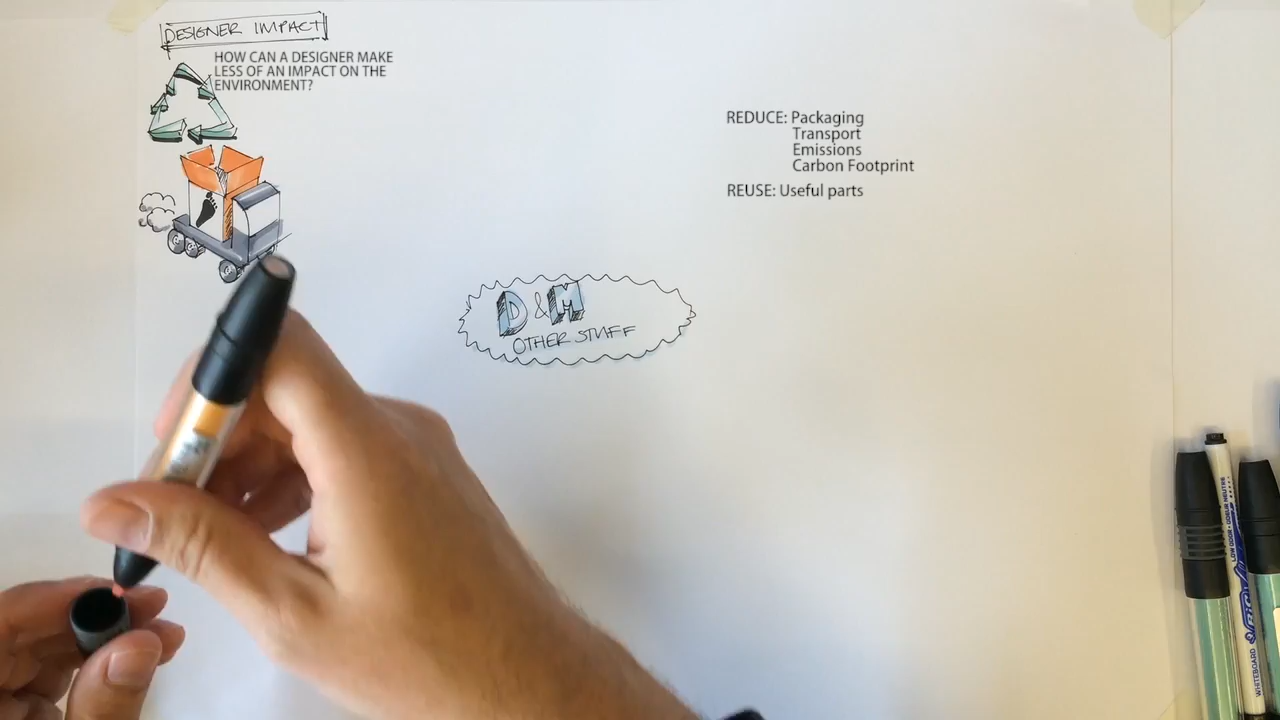 DESIGNER IMPACT
HOW CAN A DESIGNER MAKE
LESS OF AN IMPACT ON THE
ENVIRONMENT?
REDUCE: Packaging
Transport
Emissions
Carbon Footprint
REUSE: Useful parts
D & M
OTHER STUFF
WHITEBOARD